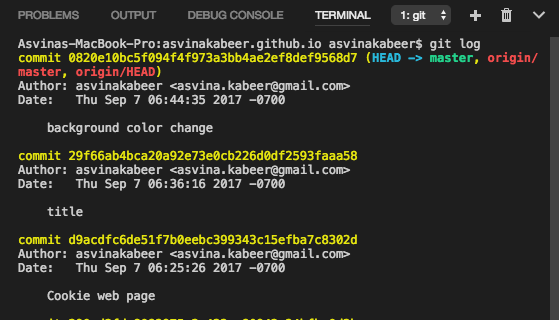 PROBLEMS OUTPUT DEBUG CONSOLE TERMINAL 1: git
Asvinas-MacBook-Pro:asvinakabeer.github.io asvinakabeer$ git log
commit 0820e10bc5f094f4f973a3bb4ae2ef8def9568d7 (HEAD -> master, origin/
master, origin/HEAD)
Author: asvinakabeer <asvina.kabeer@gmail.com>
Date: Thu Sep 7 06:44:35 2017 -0700
background color change
commit 29f66ab4bca20a92e73e0cb226d0df2593faaa58
Author: asvinakabeer <asvina.kabeer@gmail.com>
Date: Thu Sep 7 06:36:16 2017 -0700
title
commit d9acdfc6de51f7b0eebc399343c15efba7c8302d
Author: asvinakabeer <asvina.kabeer@gmail.com>
Date: Thu Sep 7 06:25:26 2017 -0700
Cookie web page